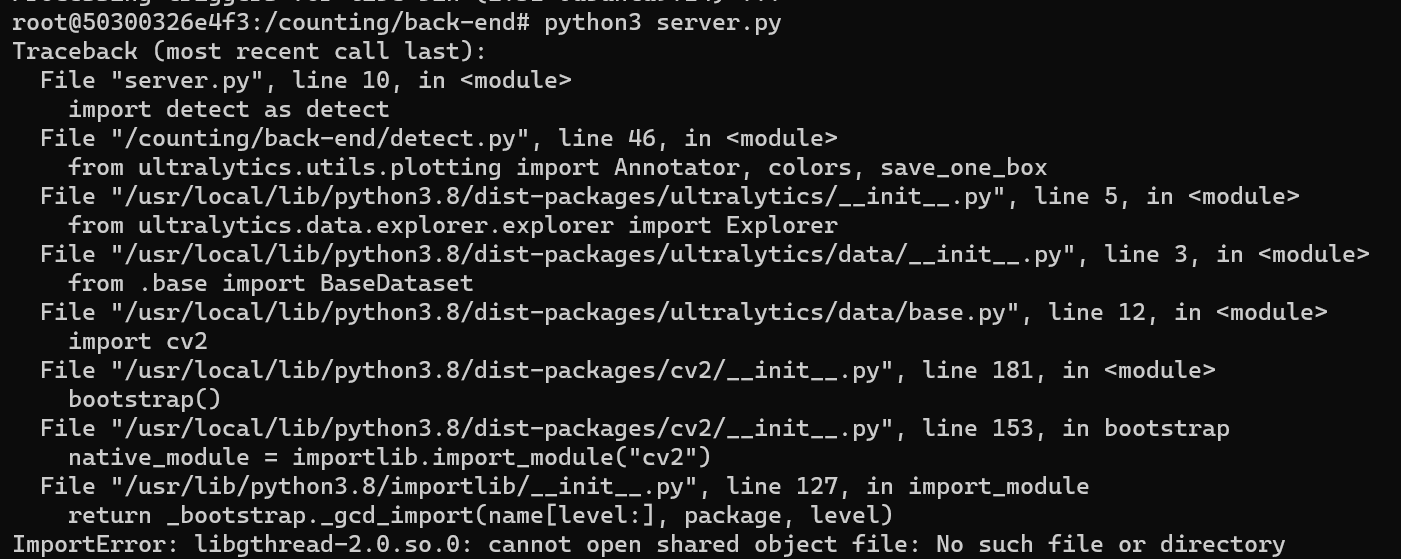 root@50300326e4f3:/counting/back-end# python3 server.py
Traceback (most recent call last):
  File "server.py", line 10, in <module>
    import detect as detect
  File "/counting/back-end/detect.py", line 46, in <module>
    from ultralytics.utils.plotting import Annotator, colors, save_one_box
  File "/usr/local/lib/python3.8/dist-packages/ultralytics/__init__.py", line 5, in <module>
    from ultralytics.data.explorer.explorer import Explorer
  File "/usr/local/lib/python3.8/dist-packages/ultralytics/data/__init__.py", line 3, in <module>
    from .base import BaseDataset
  File "/usr/local/lib/python3.8/dist-packages/ultralytics/data/base.py", line 12, in <module>
    import cv2
  File "/usr/local/lib/python3.8/dist-packages/cv2/__init__.py", line 181, in <module>
    bootstrap()
  File "/usr/local/lib/python3.8/dist-packages/cv2/__init__.py", line 153, in bootstrap
    native_module = importlib.import_module("cv2")
  File "/usr/lib/python3.8/importlib/__init__.py", line 127, in import_module
    return _bootstrap._gcd_import(name[level:], package, level)
ImportError: libgthread-2.0.so.0: cannot open shared object file: No such file or directory